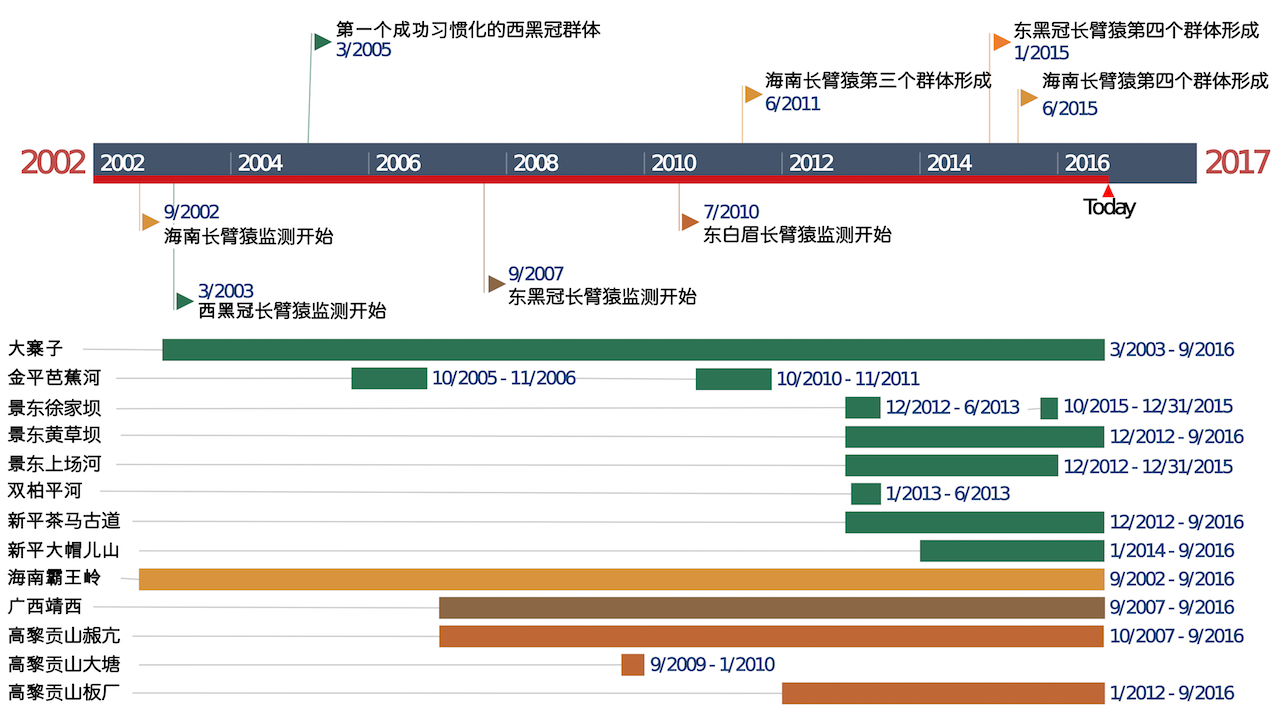 第一个成功习惯化的西黑冠群体
3/2005
东黑冠长臂猿第四个群体形成
1/2015
海南长臂猿第三个群体形成
6/2011
海南长臂猿第四个群体形成
6/2015
2002 2002 2004 2006 2008 2010 2012 2014 2016 2017
Today
9/2002
海南长臂猿监测开始
7/2010
东白眉长臂猿监测开始
9/2007
东黑冠长臂猿监测开始
3/2003
西黑冠长臂猿监测开始
大寨子 3/2003 - 9/2016
金平芭蕉河 10/2005 - 11/2006 10/2010 - 11/2011
景东徐家坝 12/2012 - 6/2013 10/2015 - 12/31/2015
景东黄草坝 12/2012 - 9/2016
景东上场河 12/2012 - 12/31/2015
双柏平河 1/2013 - 6/2013
新平茶马古道 12/2012 - 9/2016
新平大帽儿山 1/2014 - 9/2016
海南霸王岭 9/2002 - 9/2016
广西靖西 9/2007 - 9/2016
高黎贡山赧亢 10/2007 - 9/2016
高黎贡山大塘 9/2009 - 1/2010
高黎贡山板厂 1/2012 - 9/2016